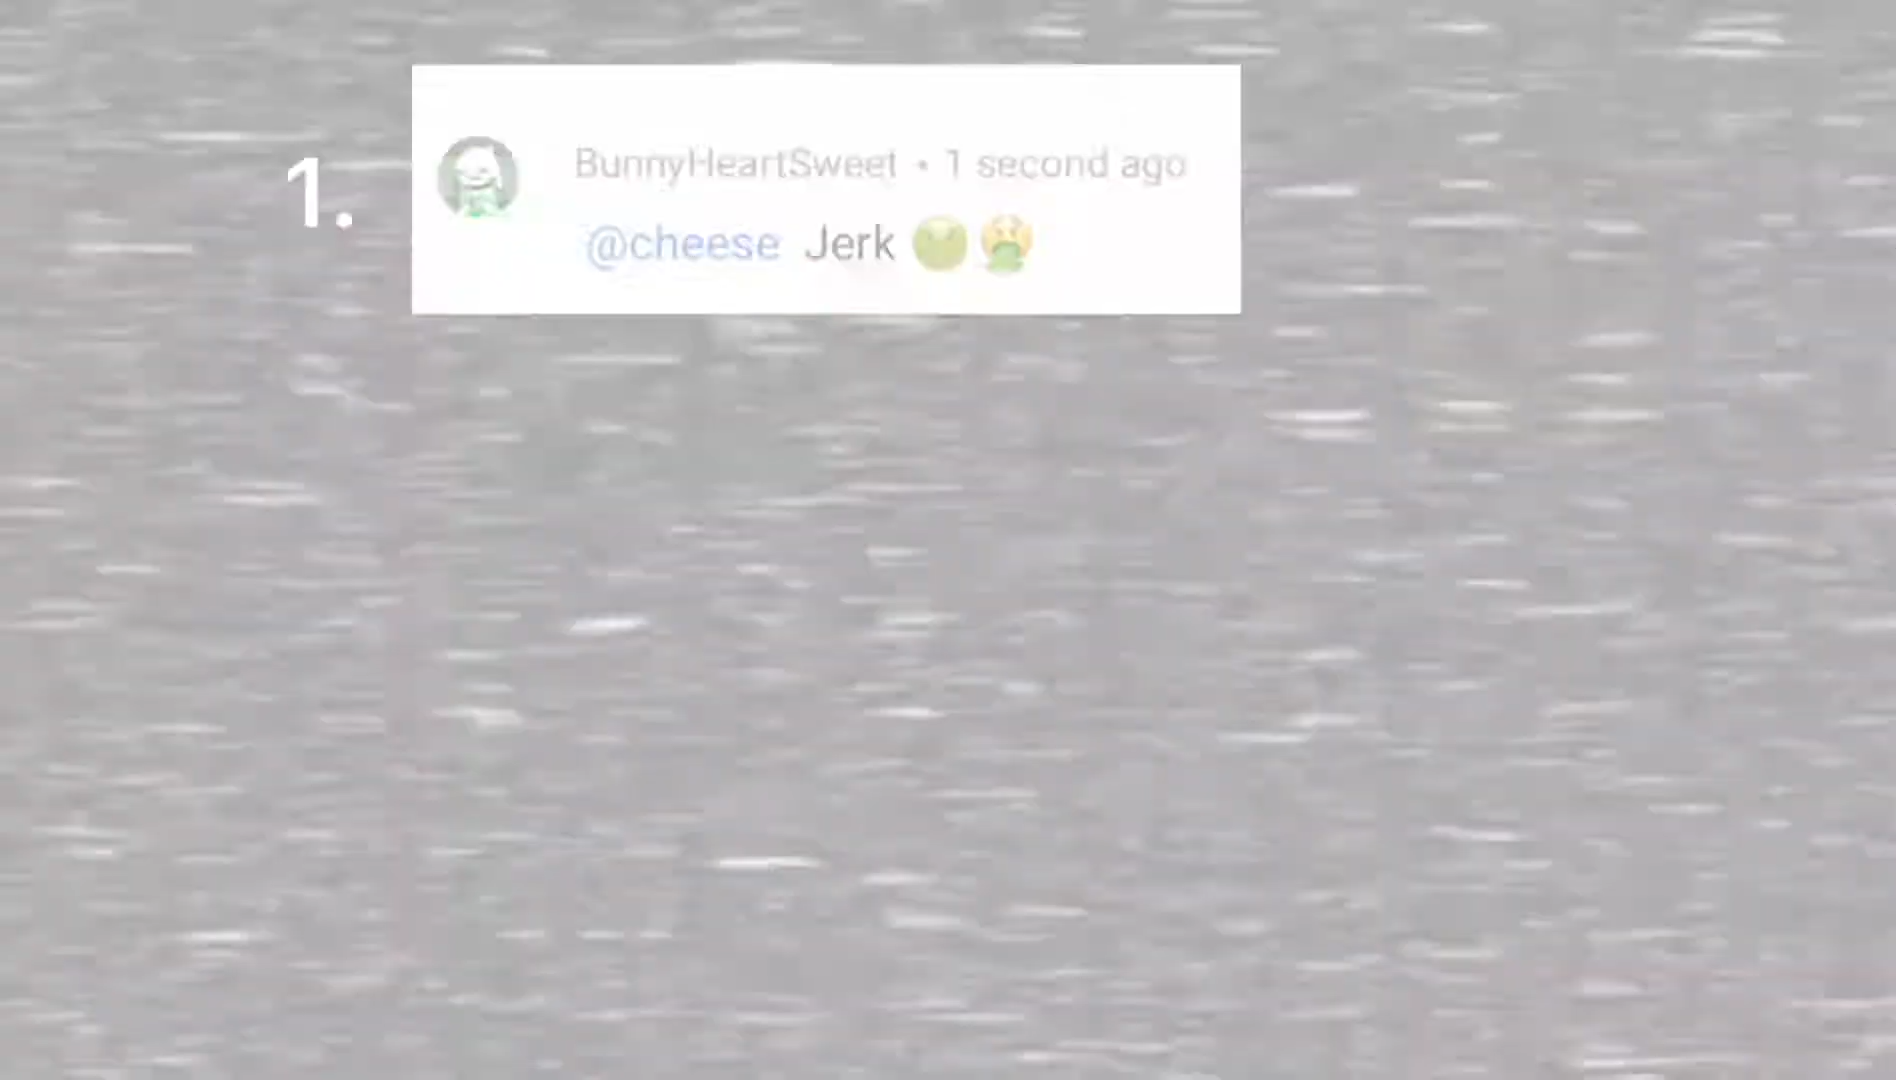 1.
BunnyHeartSweet • 1 second ago
@cheese Jerk 🤢🤮